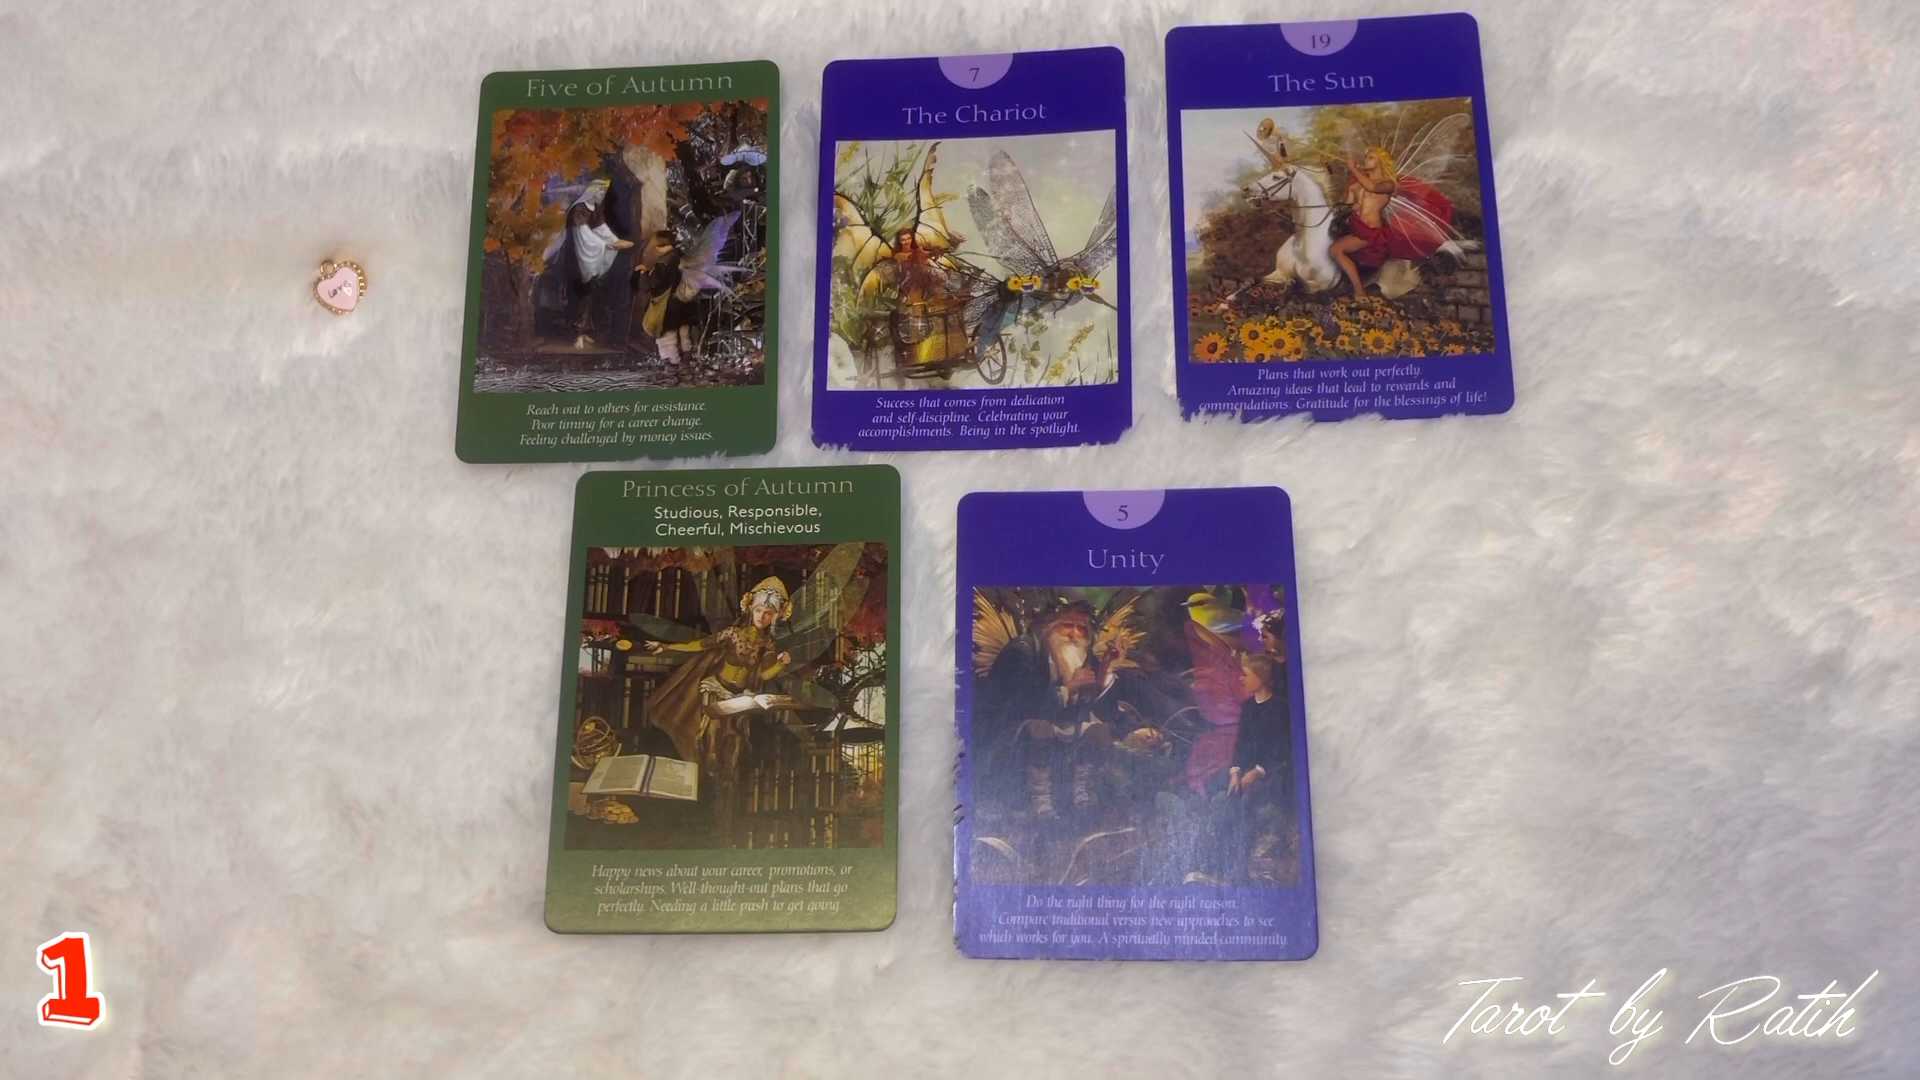 Five of Autumn
Reach out to others for assistance.
Poor timing for a career change.
Feeling challenged by money issues.
7
The Chariot
Success that comes from dedication
and self-discipline. Celebrating your
accomplishments. Being in the spotlight.
19
The Sun
Plans that work out perfectly.
Amazing ideas that lead to rewards and
commendations. Gratitude for the blessings of life!
Love
Princess of Autumn
Studious, Responsible,
Cheerful, Mischievous
Happy news about your career, promotions, or
scholarships. Well-thought-out plans that go
perfectly. Needing a little push to get going.
5
Unity
Do the right thing for the right reason.
Compare traditional versus new approaches to see
which works for you. A spiritually minded community.
1
Tarot by Ratih